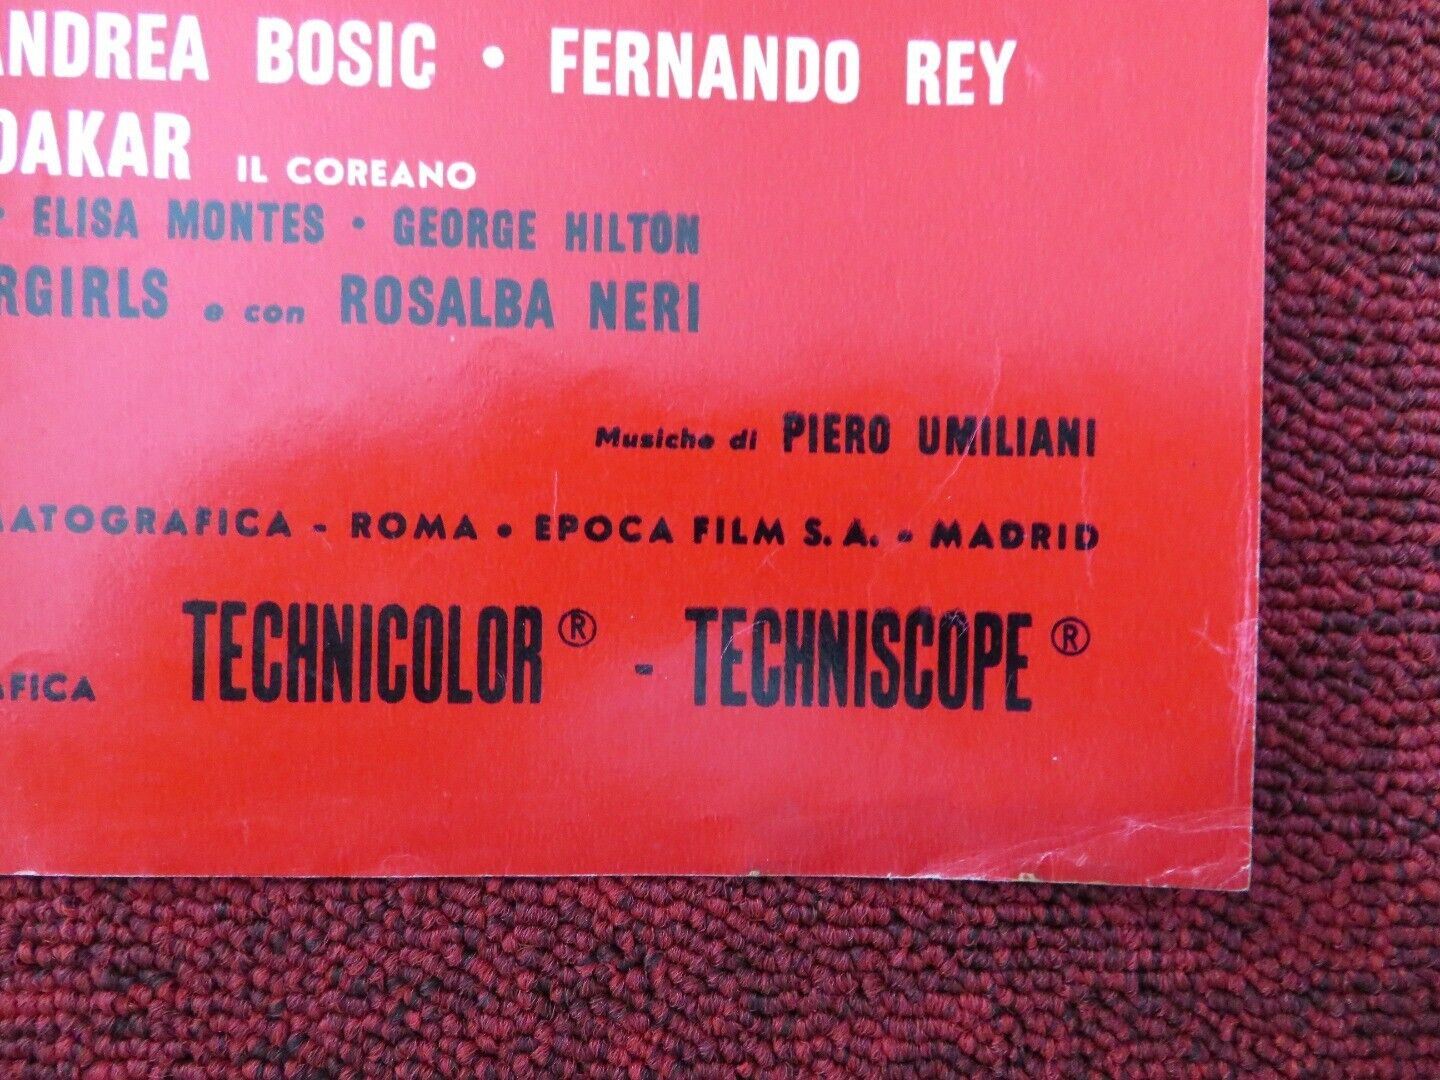 ANDREA BOSIC • FERNANDO REY
DAKAR IL COREANO
• ELISA MONTES • GEORGE HILTON
RGIRLS e con ROSALBA NERI
Musiche di PIERO UMILIANI
MATOGRAFICA - ROMA • EPOCA FILM S.A. - MADRID
AFICA TECHNICOLOR® - TECHNISCOPE®